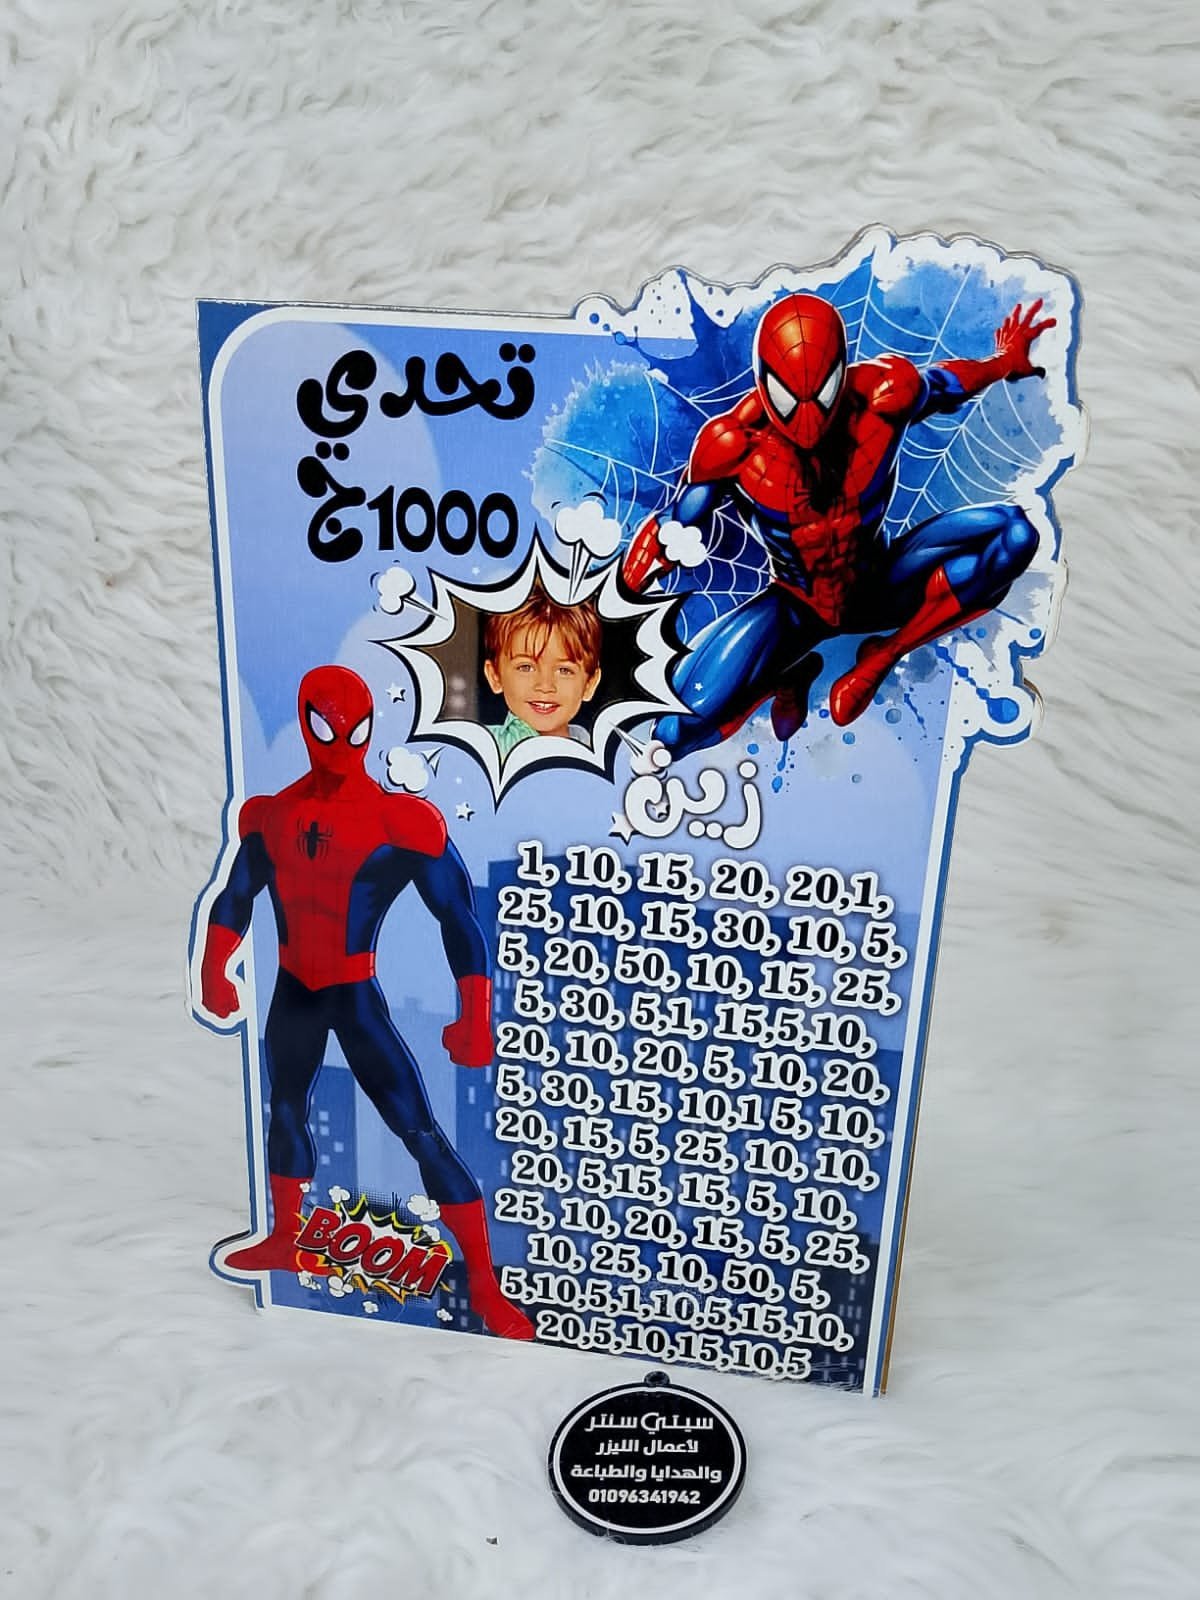 تحدي
1000ج
زين
1, 10, 15, 20, 20,1,
25, 10, 15, 30, 10, 5,
5, 20, 50, 10, 15, 25,
5, 30, 5,1, 15,5,10,
20, 10, 20, 5, 10, 20,
5, 30, 15, 10,1 5, 10,
20, 15, 5, 25, 10, 10,
20, 5,15, 15, 5, 10,
25, 10, 20, 15, 5, 25,
10, 25, 10, 50, 5,
5,10,5,1,10,5,15,10,
20,5,10,15,10,5
BOOM
سيتي سنتر
لأعمال الليزر
والهدايا والطباعة
01096341942